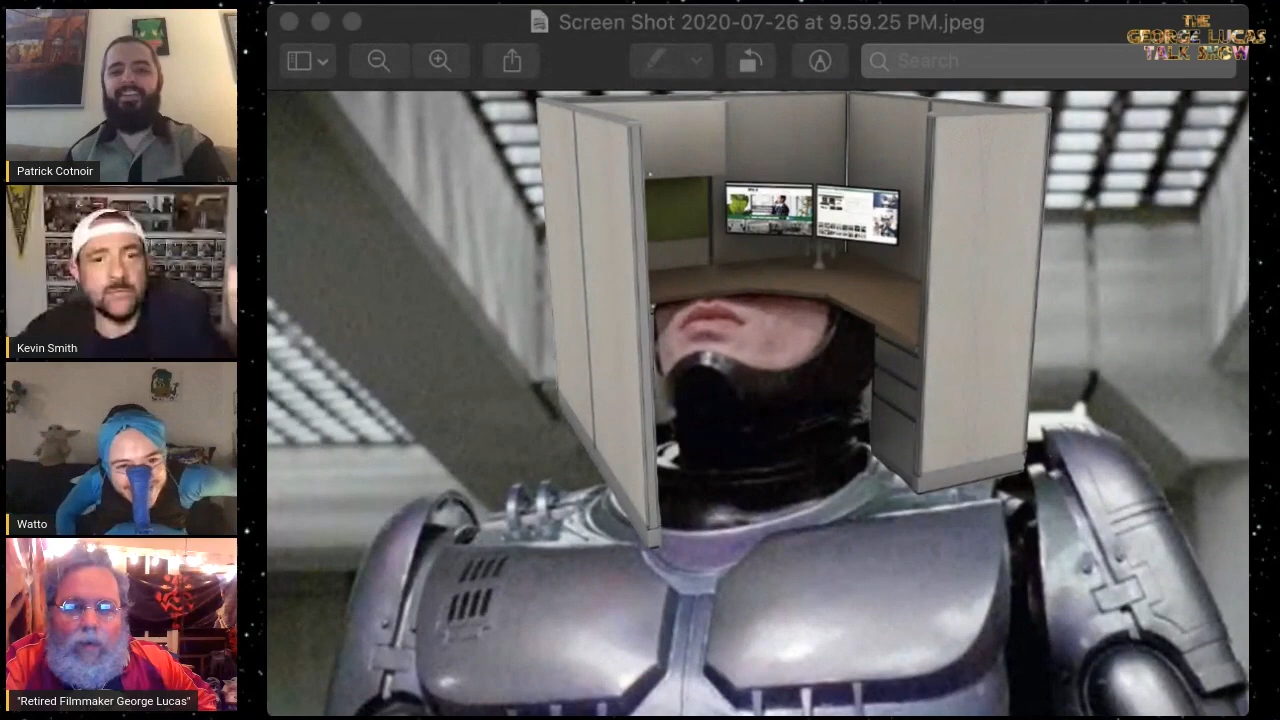 Screen Shot 2020-07-26 at 9.59.25 PM.jpeg
Search
THE
GEORGE LUCAS
TALK SHOW
Patrick Cotnoir
Kevin Smith
Watto
"Retired Filmmaker George Lucas"